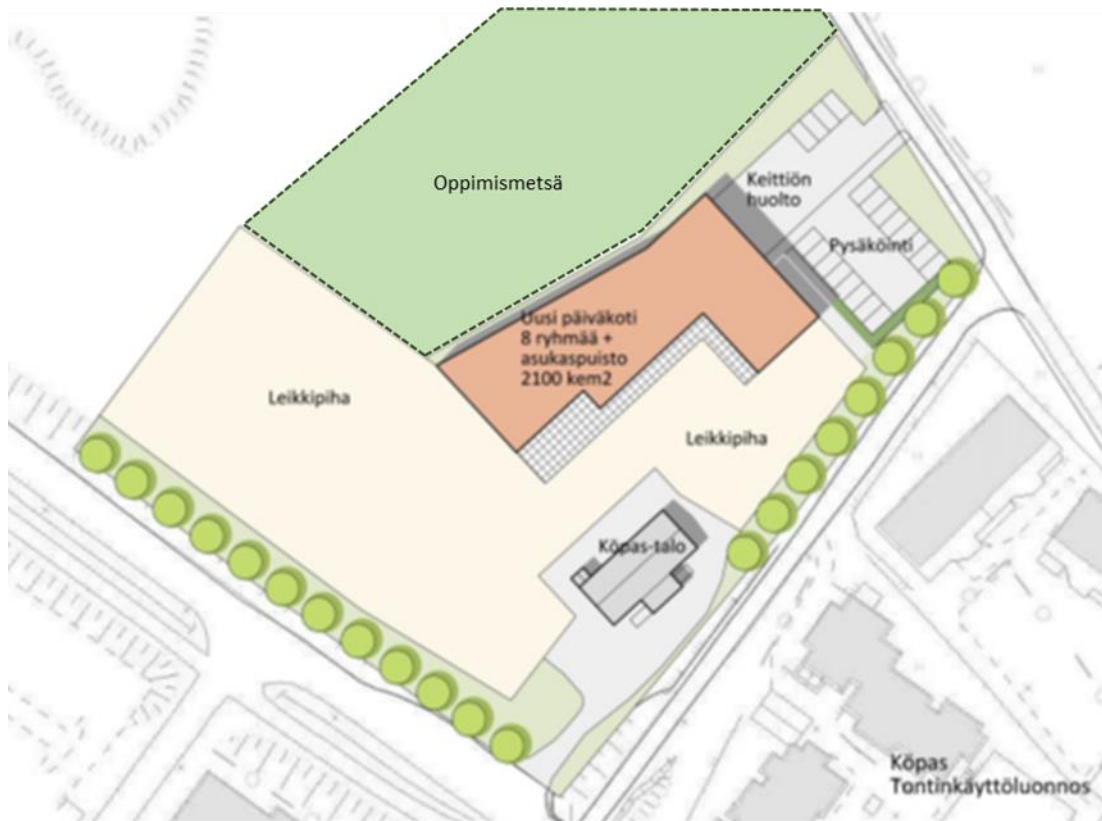 Oppimismetsä
Keittiön
huolto
Pysäköinti
Uusi päiväkoti
8 ryhmää +
asukaspuisto
2100 kem2
Leikkipiha
Leikkipiha
Köpas-talo
Köpas
Tontinkäyttöluonnos